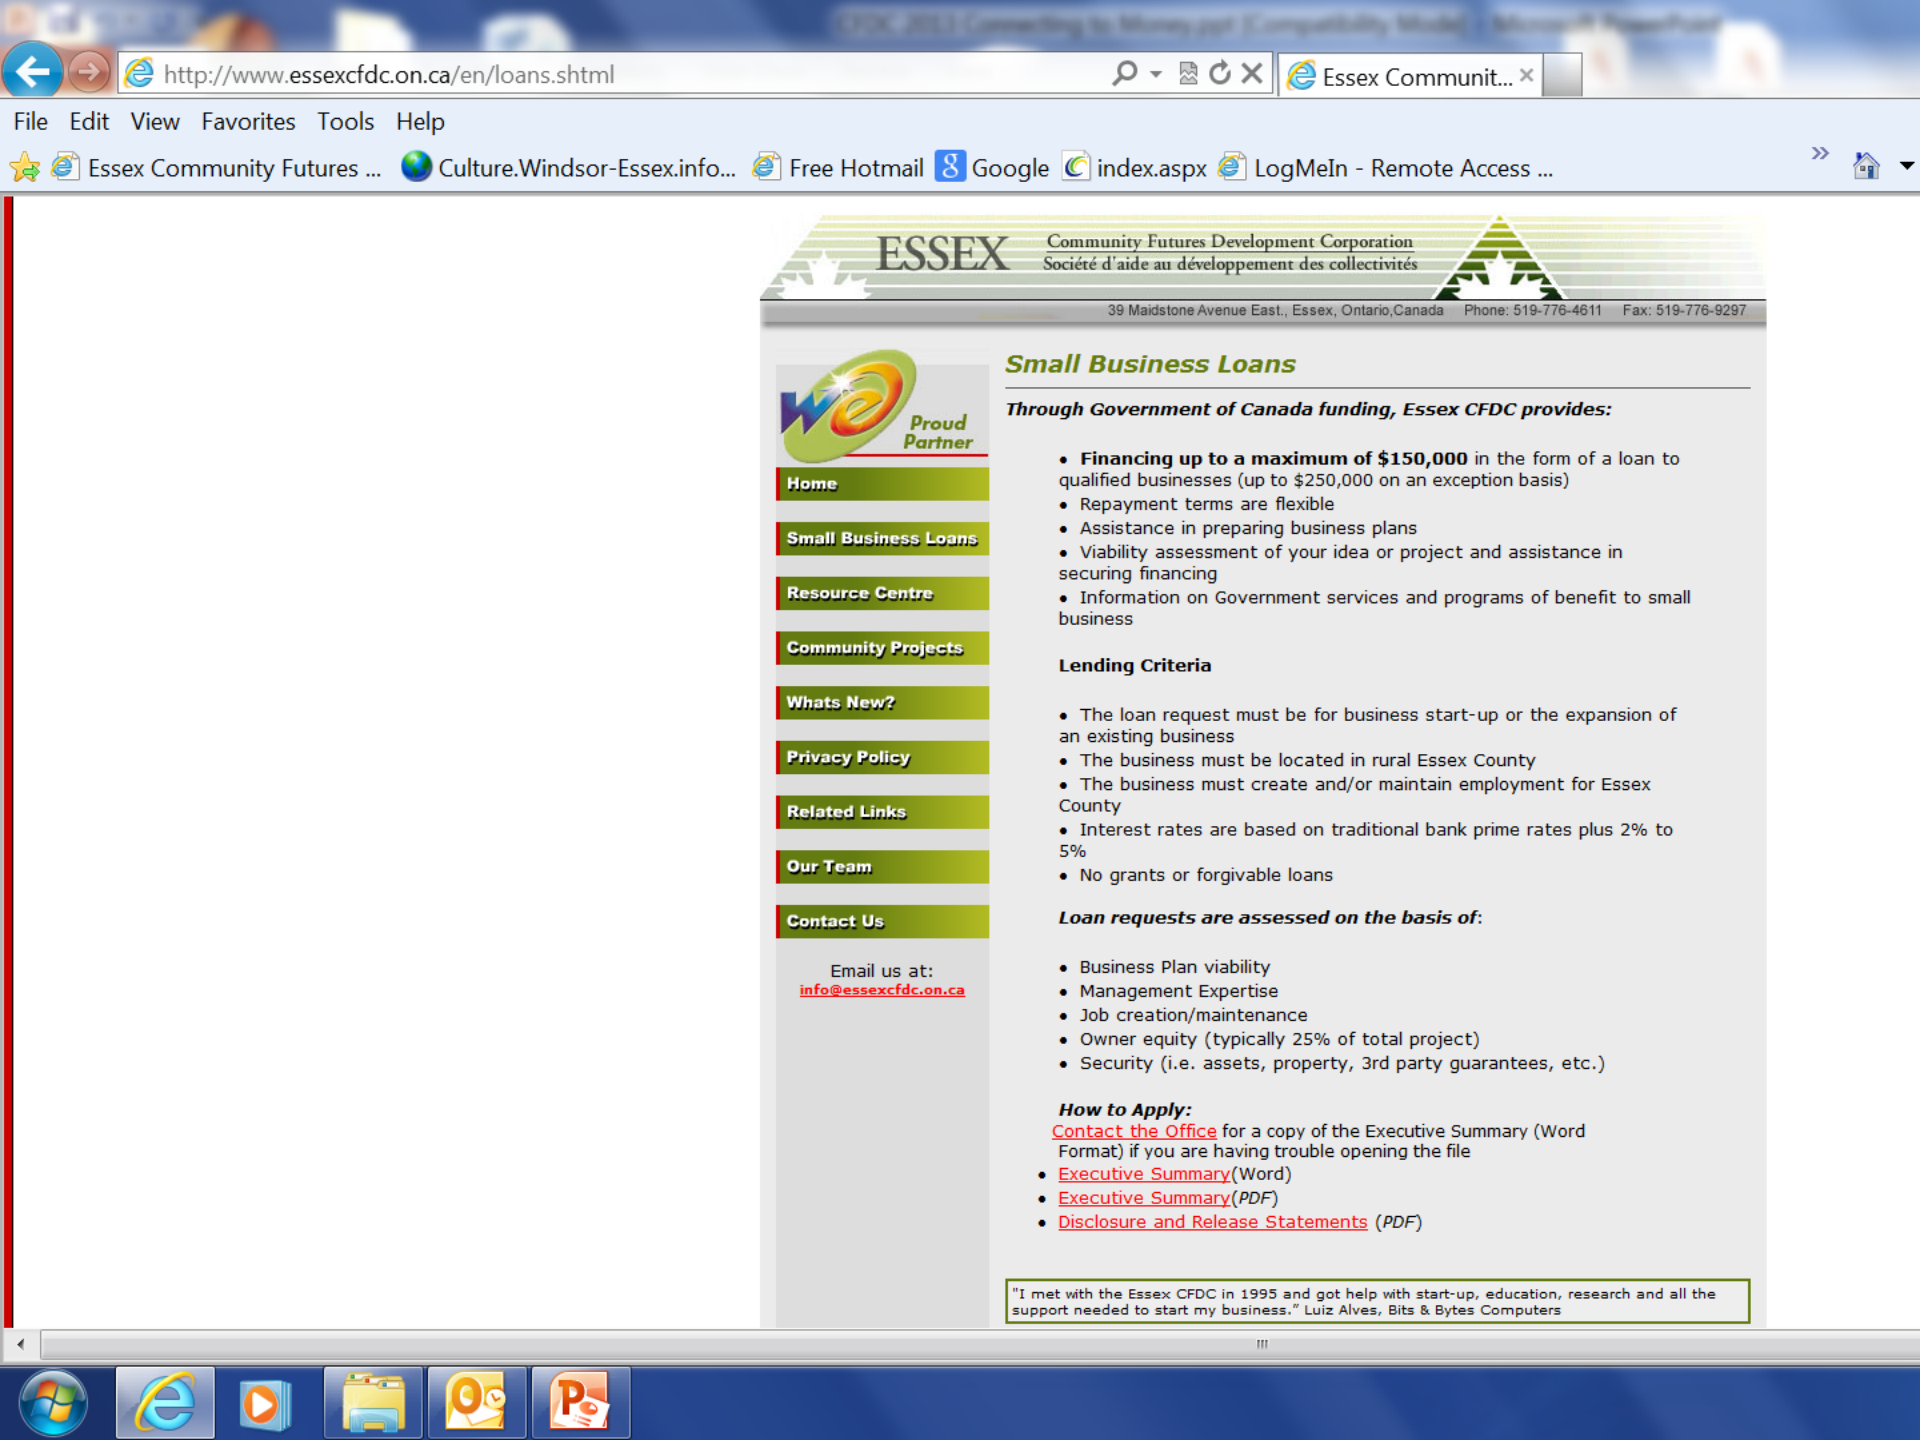 CFDC 2013 Connecting to Money.ppt [Compatibility Mode] - Microsoft PowerPoint
http://www.essexcfdc.on.ca/en/loans.shtml
Essex Communit...
File Edit View Favorites Tools Help
Essex Community Futures ... Culture.Windsor-Essex.info... Free Hotmail Google index.aspx LogMeIn - Remote Access ...
ESSEX
Community Futures Development Corporation
Société d'aide au développement des collectivités
39 Maidstone Avenue East., Essex, Ontario,Canada Phone: 519-776-4611 Fax: 519-776-9297
we
Proud
Partner
Home
Small Business Loans
Resource Centre
Community Projects
Whats New?
Privacy Policy
Related Links
Our Team
Contact Us
Email us at:
info@essexcfdc.on.ca
Small Business Loans
Through Government of Canada funding, Essex CFDC provides:
• Financing up to a maximum of $150,000 in the form of a loan to
qualified businesses (up to $250,000 on an exception basis)
• Repayment terms are flexible
• Assistance in preparing business plans
• Viability assessment of your idea or project and assistance in
securing financing
• Information on Government services and programs of benefit to small
business
Lending Criteria
• The loan request must be for business start-up or the expansion of
an existing business
• The business must be located in rural Essex County
• The business must create and/or maintain employment for Essex
County
• Interest rates are based on traditional bank prime rates plus 2% to
5%
• No grants or forgivable loans
Loan requests are assessed on the basis of:
• Business Plan viability
• Management Expertise
• Job creation/maintenance
• Owner equity (typically 25% of total project)
• Security (i.e. assets, property, 3rd party guarantees, etc.)
How to Apply:
Contact the Office for a copy of the Executive Summary (Word
Format) if you are having trouble opening the file
• Executive Summary(Word)
• Executive Summary(PDF)
• Disclosure and Release Statements (PDF)
"I met with the Essex CFDC in 1995 and got help with start-up, education, research and all the
support needed to start my business.” Luiz Alves, Bits & Bytes Computers